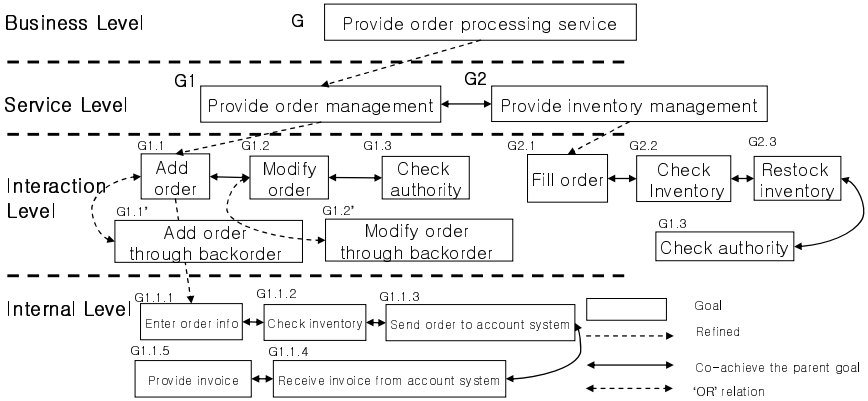 Business Level
G
Provide order processing service
G1
G2
Service Level
Provide order management
Provide inventory management
G1.1
G1.2
G1.3
G2.1
G2.2
G2.3
Interaction
Level
Add
order
Modify
order
Check
authority
Fill order
Check
Inventory
Restock
inventory
G1.1'
G1.2'
G1.3
Add order
through backorder
Modify order
through backorder
Check authority
Internal Level
G1.1.1
G1.1.2
G1.1.3
Enter order info
Check inventory
Send order to account system
G1.1.5
G1.1.4
Provide invoice
Receive invoice from account system
Goal
Refined
Co-achieve the parent goal
'OR' relation